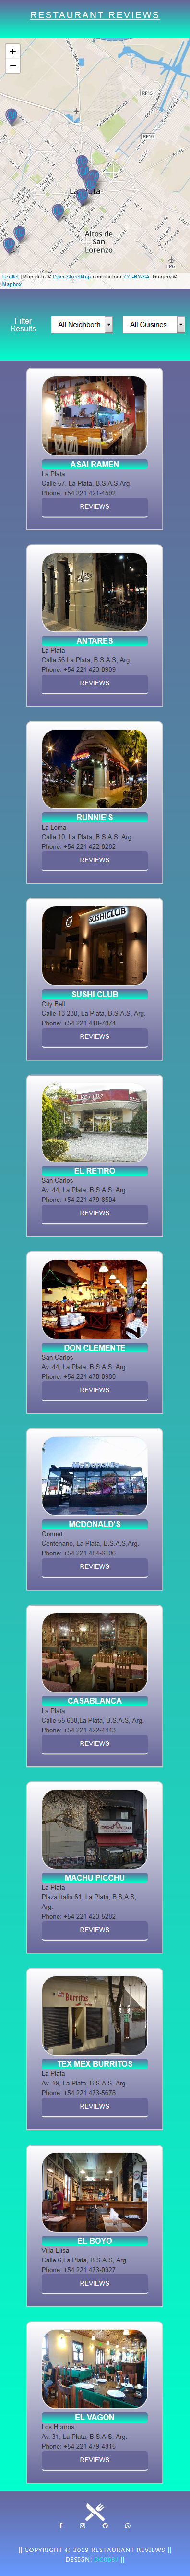 RESTAURANT REVIEWS
+
−
RP15
RP10
La Plata
Altos de
San
Lorenzo
LPG
Leaflet | Map data © OpenStreetMap contributors, CC-BY-SA, Imagery ©
Mapbox
Filter
Results
All Neighborh
All Cuisines
ASAI RAMEN
La Plata
Calle 57, La Plata, B.S.A.S,Arg.
Phone: +54 221 421-4592
REVIEWS
ANTARES
La Plata
Calle 56,La Plata, B.S.A.S, Arg.
Phone: +54 221 423-0909
REVIEWS
RUNNIE'S
La Loma
Calle 10, La Plata, B.S.A.S, Arg.
Phone: +54 221 422-8282
REVIEWS
SUSHICLUB
SUSHI CLUB
City Bell
Calle 13 230, La Plata, B.S.A.S, Arg.
Phone: +54 221 410-7874
REVIEWS
EL RETIRO
San Carlos
Av. 44, La Plata, B.S.A.S, Arg.
Phone: +54 221 479-8504
REVIEWS
DON CLEMENTE
San Carlos
Av. 44, La Plata, B.S.A.S, Arg.
Phone: +54 221 470-0980
REVIEWS
McDonald's
MCDONALD'S
Gonnet
Centenario, La Plata, B.S.A.S,Arg.
Phone: +54 221 484-6106
REVIEWS
CASABLANCA
La Plata
Calle 55 688,La Plata, B.S.A.S, Arg.
Phone: +54 221 422-4443
REVIEWS
MACHU PICCHU
La Plata
Plaza Italia 61, La Plata, B.S.A.S,
Arg.
Phone: +54 221 423-5282
REVIEWS
Burritos
TEX MEX BURRITOS
La Plata
Av. 19, La Plata, B.S.A.S, Arg.
Phone: +54 221 473-5678
REVIEWS
EL BOYO
Villa Elisa
Calle 6,La Plata, B.S.A.S, Arg.
Phone: +54 221 473-0927
REVIEWS
EL VAGON
Los Hornos
Av. 31, La Plata, B.S.A.S, Arg.
Phone: +54 221 479-4815
REVIEWS
|| COPYRIGHT © 2019 RESTAURANT REVIEWS ||
DESIGN:
||